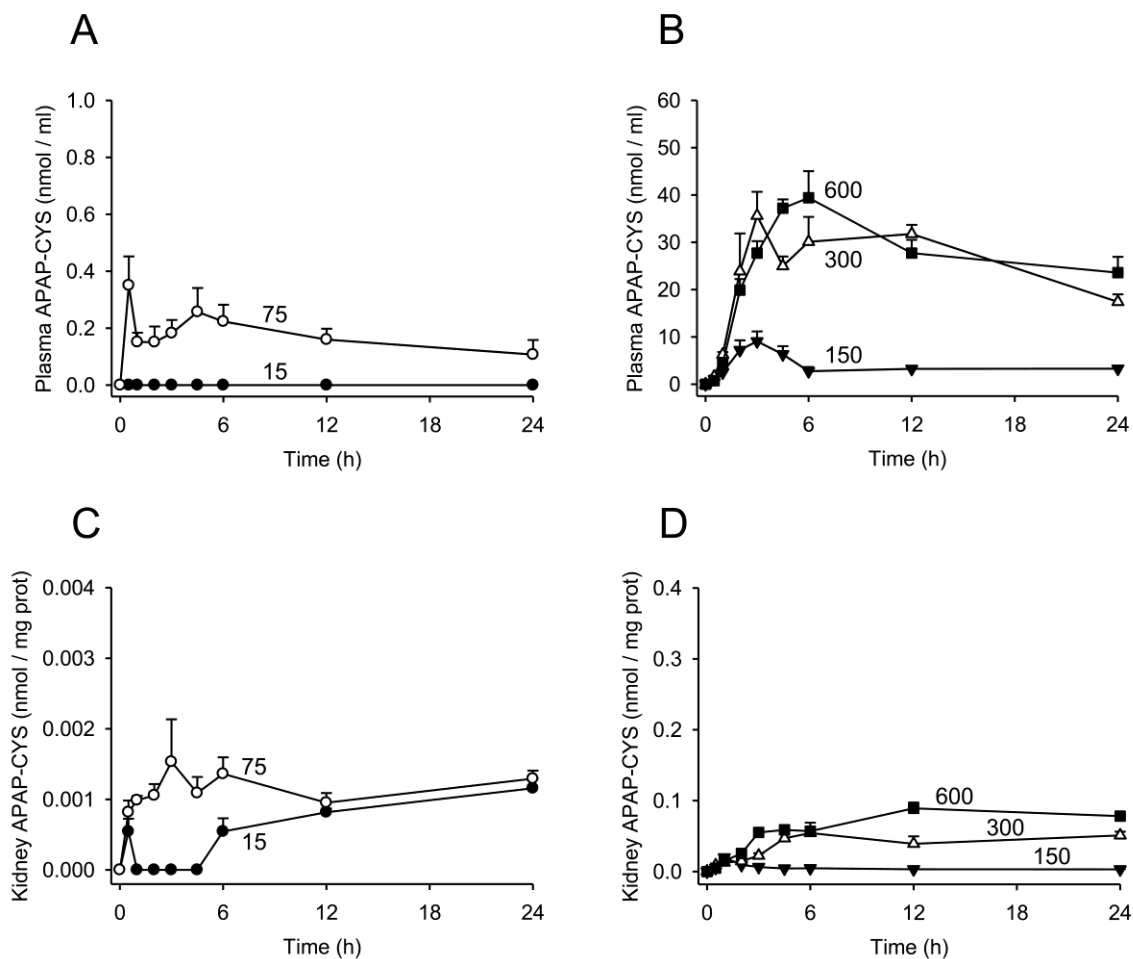 A
Plasma APAP-CYS (nmol / ml)
1.0
0.8
0.6
0.4
0.2
0.0
75
15
0 6 12 18 24
Time (h)
B
Plasma APAP-CYS (nmol / ml)
60
50
40
30
20
10
0
600
300
150
0 6 12 18 24
Time (h)
C
Kidney APAP-CYS (nmol / mg prot)
0.004
0.003
0.002
0.001
0.000
75
15
0 6 12 18 24
Time (h)
D
Kidney APAP-CYS (nmol / mg prot)
0.4
0.3
0.2
0.1
0.0
600
300
150
0 6 12 18 24
Time (h)